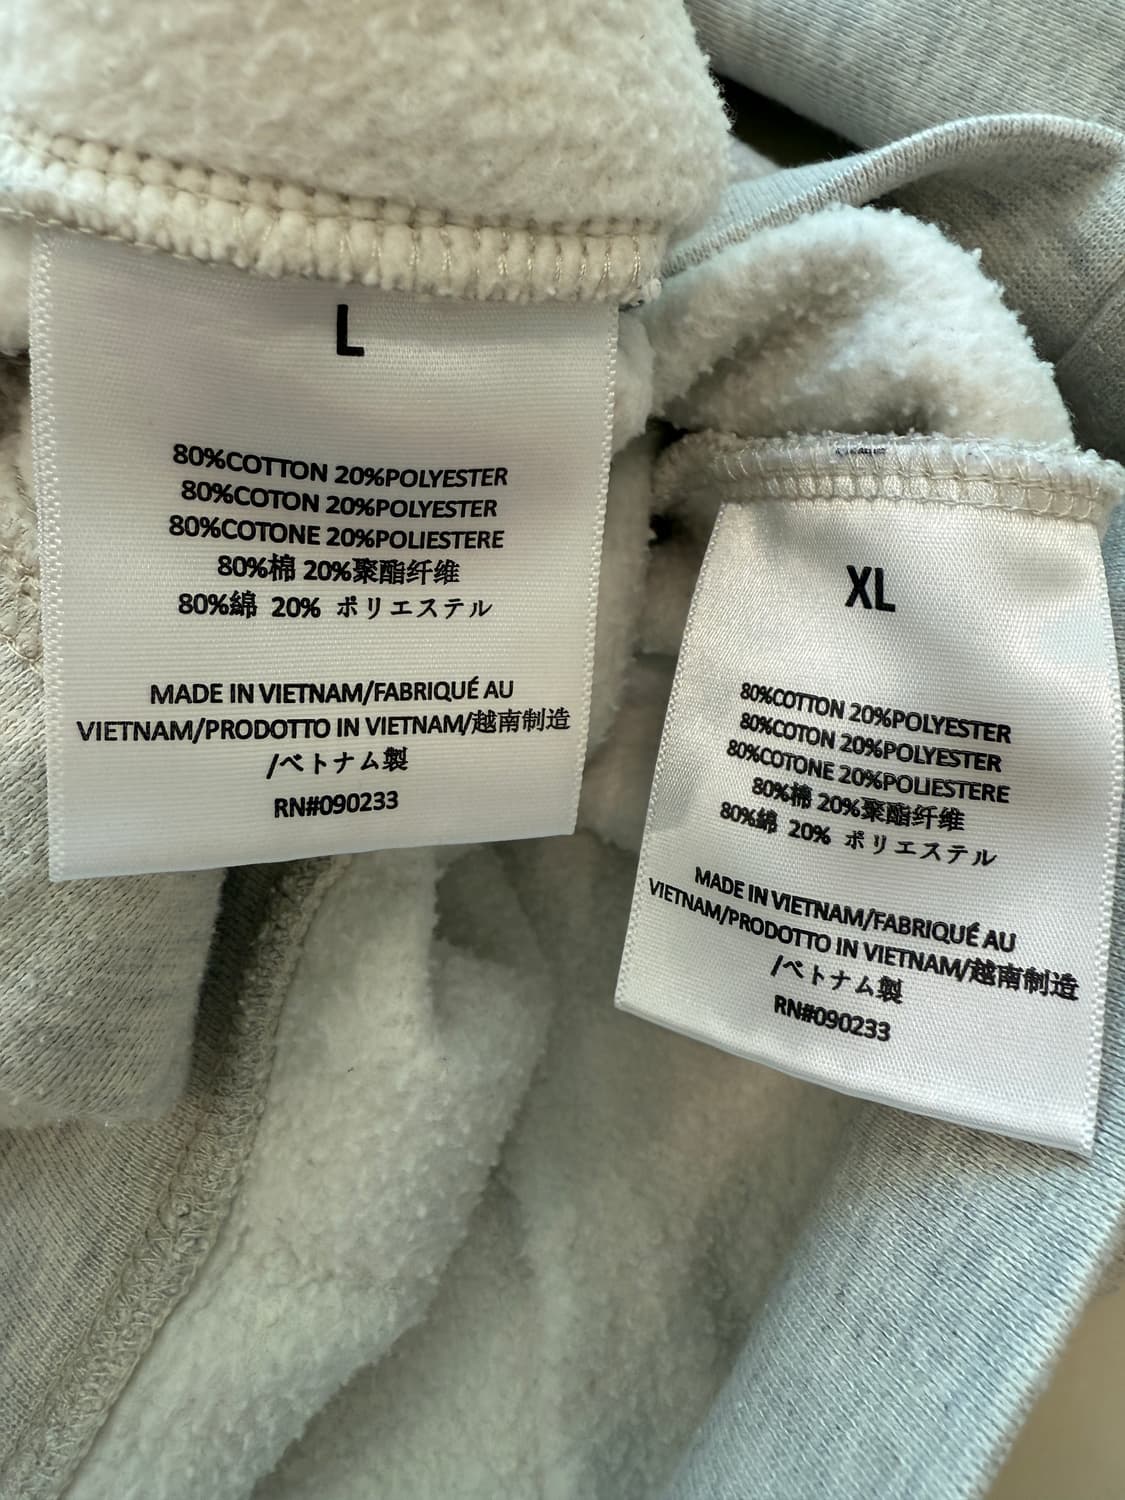 L
80%COTTON 20%POLYESTER
80%COTON 20%POLYESTER
80%COTONE 20%POLIESTERE
80%棉 20%聚酯纤维
80%綿 20% ポリエステル
MADE IN VIETNAM/FABRIQUÉ AU
VIETNAM/PRODOTTO IN VIETNAM/越南制造
/ベトナム製
RN#090233
XL
80%COTTON 20%POLYESTER
80%COTON 20%POLYESTER
80%COTONE 20%POLIESTERE
80%棉 20%聚酯纤维
80%綿 20% ポリエステル
MADE IN VIETNAM/FABRIQUÉ AU
VIETNAM/PRODOTTO IN VIETNAM/越南制造
/ベトナム製
RN#090233